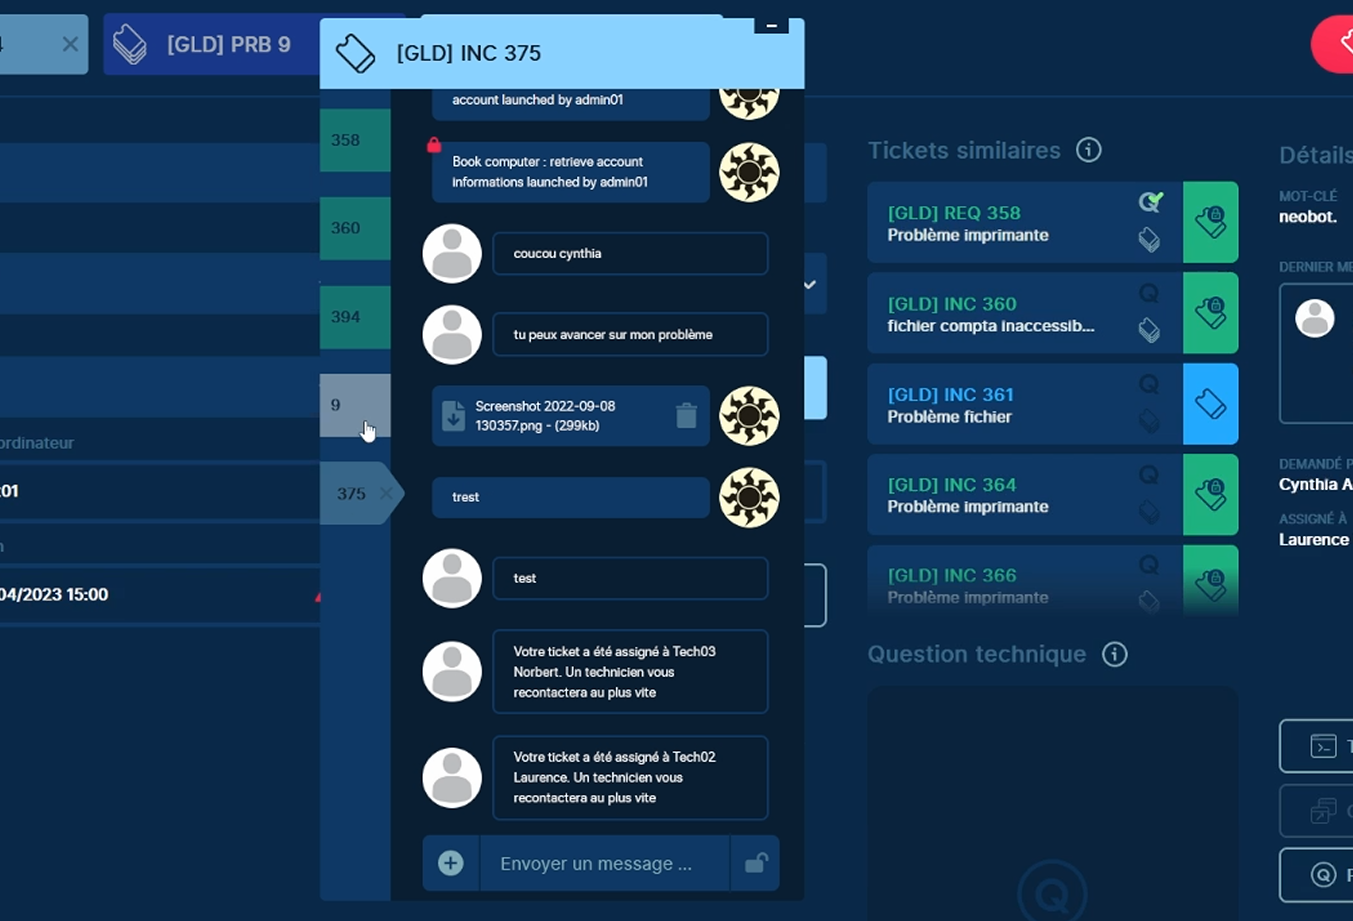 [GLD] PRB 9
[GLD] INC 375
358
360
394
9
375
account launched by admin01
Book computer : retrieve account
informations launched by admin01
coucou cynthia
tu peux avancer sur mon problème
Screenshot 2022-09-08
130357.png - (299kb)
trest
test
Votre ticket a été assigné à Tech03
Norbert. Un technicien vous
recontactera au plus vite
Votre ticket a été assigné à Tech02
Laurence. Un technicien vous
recontactera au plus vite
Envoyer un message ...
ordinateur
:01
04/2023 15:00
Tickets similaires
[GLD] REQ 358
Problème imprimante
[GLD] INC 360
fichier compta inaccessib...
[GLD] INC 361
Problème fichier
[GLD] INC 364
Problème imprimante
[GLD] INC 366
Problème imprimante
Question technique
Détails
MOT-CLÉ
neobot.
DERNIER ME
DEMANDÉ P
Cynthia A
ASSIGNÉ À
Laurence